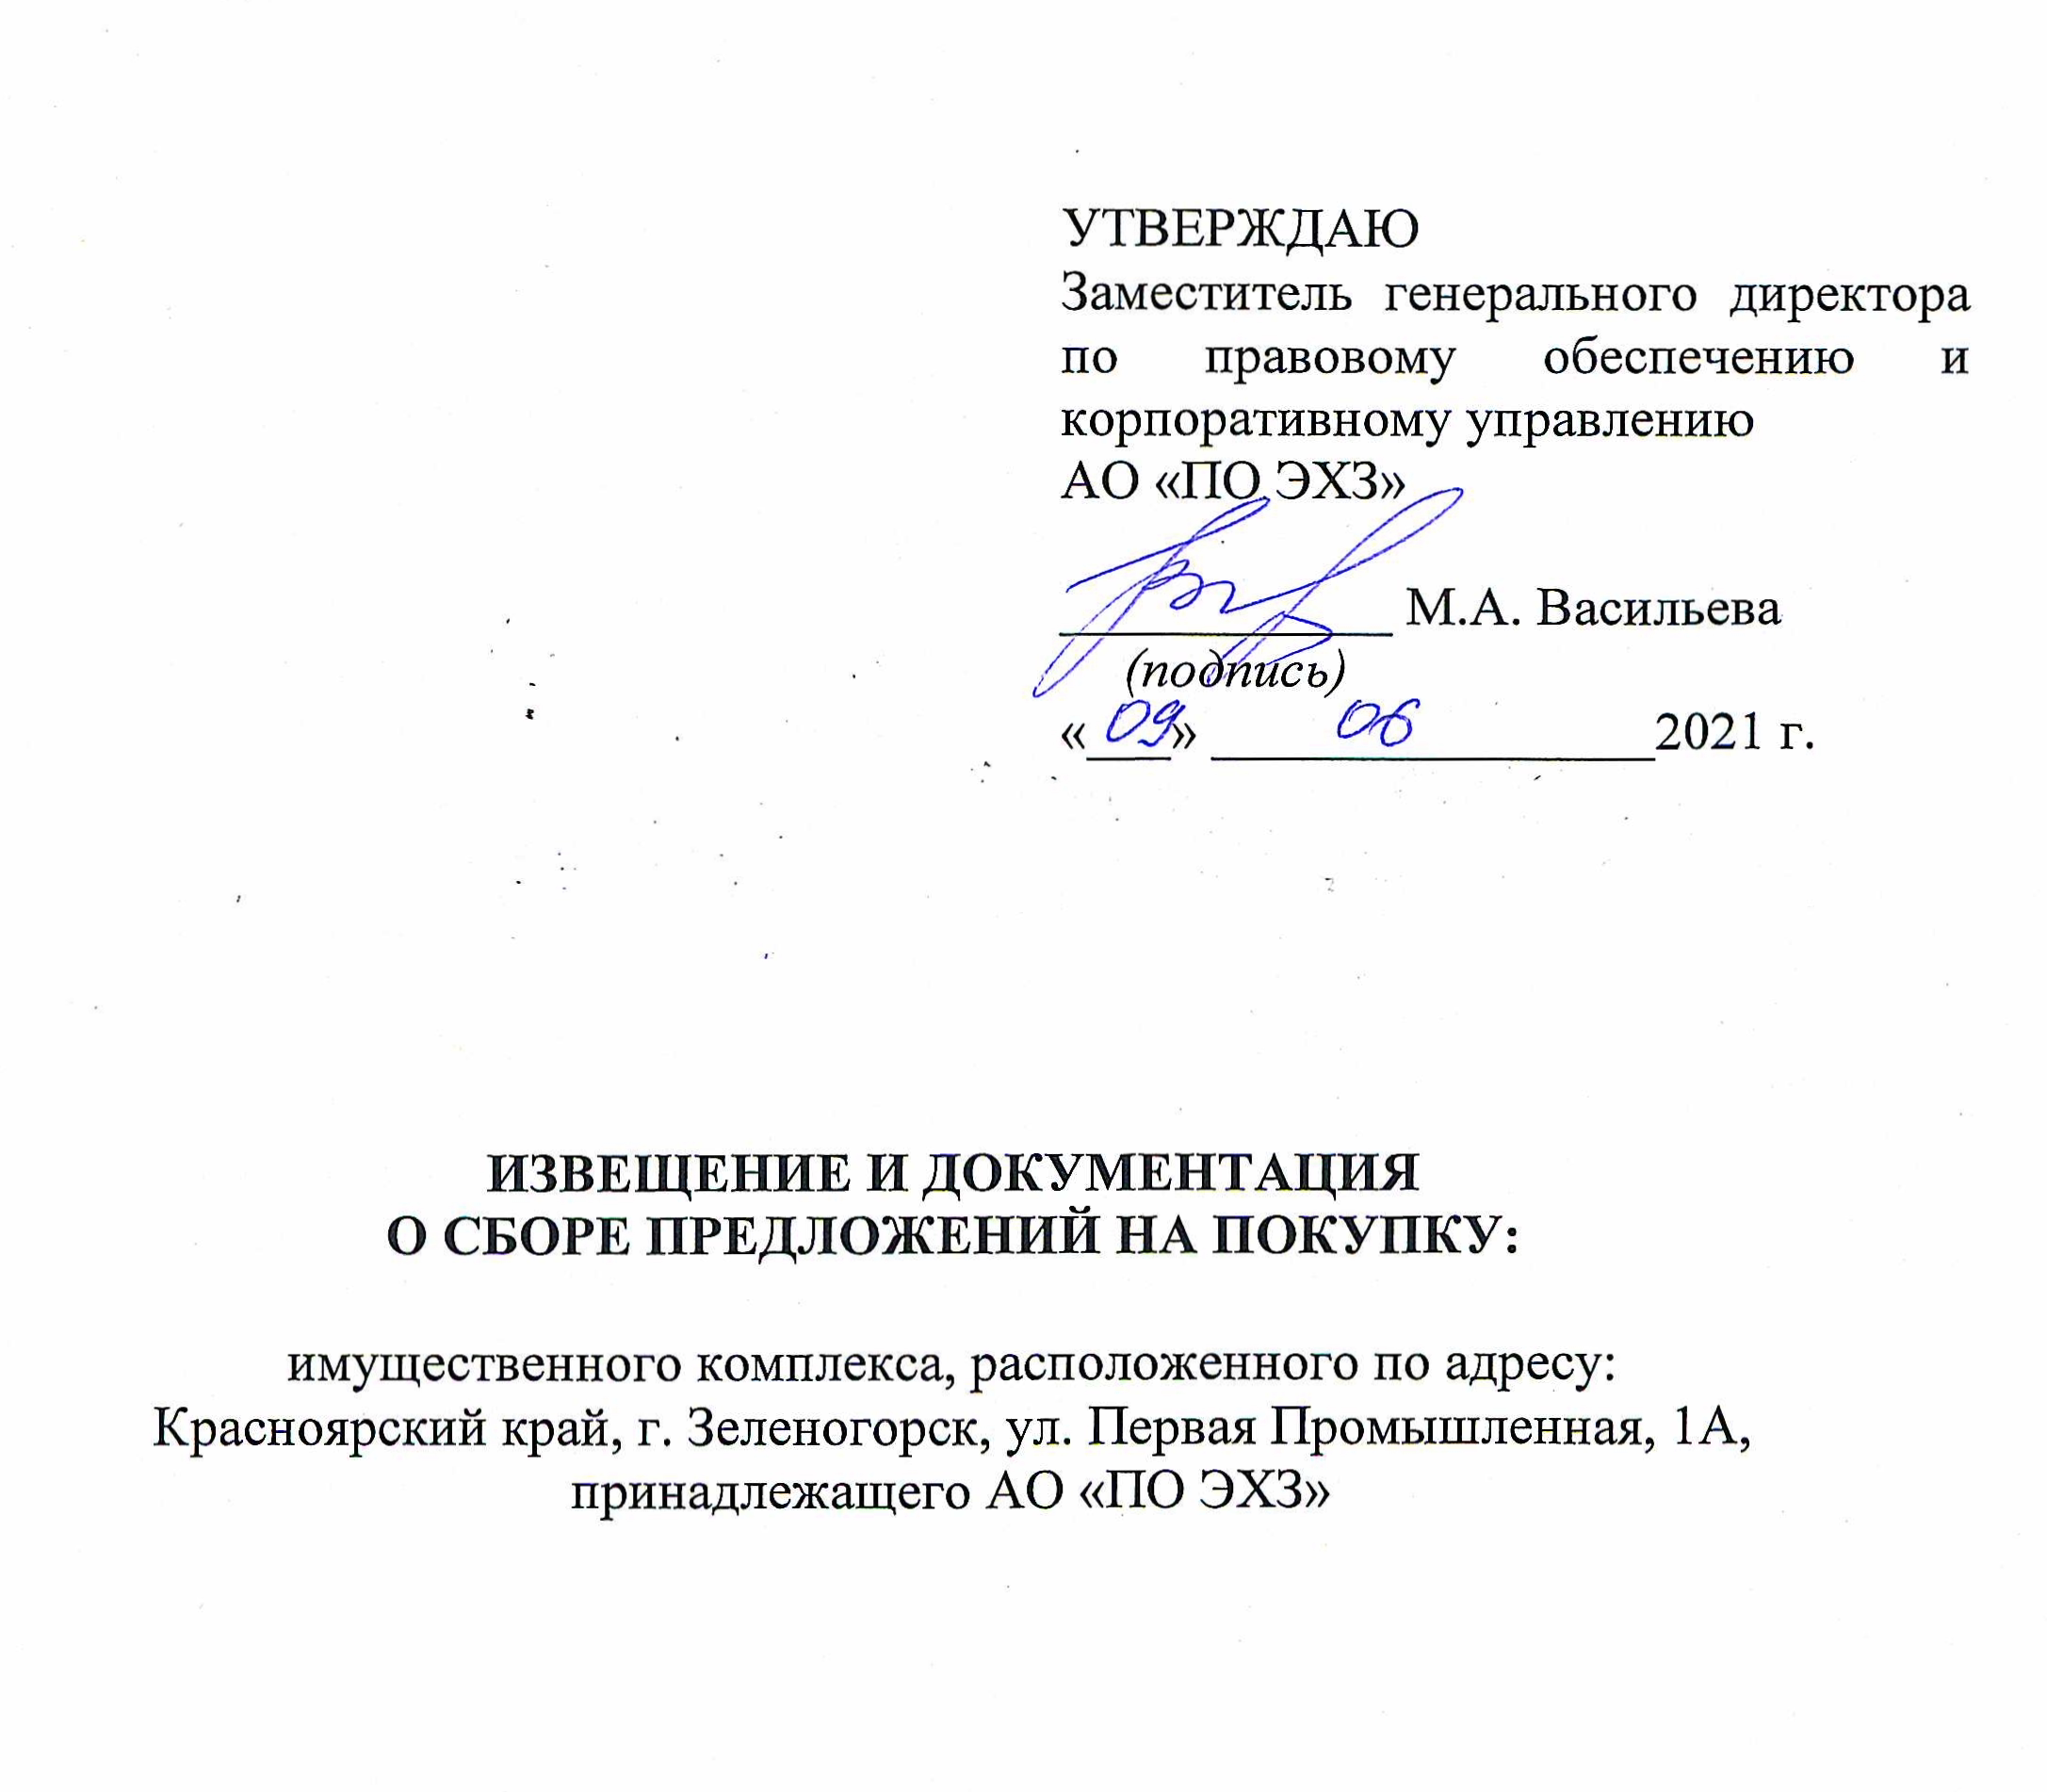 УТВЕРЖДАЮ
Заместитель генерального директора
по правовому обеспечению и
корпоративному управлению
АО «ПО ЭХЗ»
М.А. Васильева
(подпись)
«09» 06 2021 г.
ИЗВЕЩЕНИЕ И ДОКУМЕНТАЦИЯ
О СБОРЕ ПРЕДЛОЖЕНИЙ НА ПОКУПКУ:
имущественного комплекса, расположенного по адресу:
Красноярский край, г. Зеленогорск, ул. Первая Промышленная, 1А,
принадлежащего АО «ПО ЭХЗ»